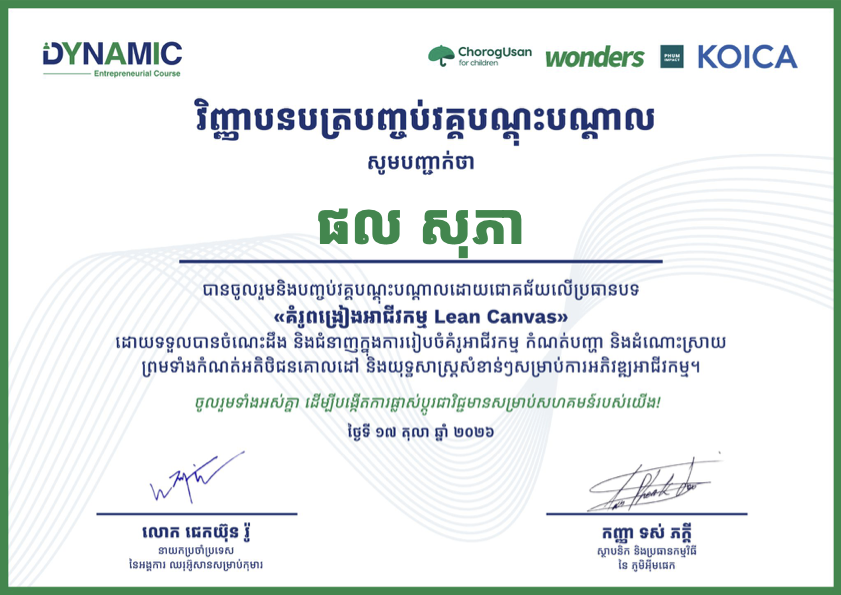 DYNAMIC
Entrepreneurial Course
ChorogUsan
for children
wonders
PHUM
IMPACT
KOICA
វិញ្ញាបនបត្របញ្ចប់វគ្គបណ្តុះបណ្តាល
សូមបញ្ជាក់ថា
ផល សុភា
បានចូលរួមនិងបញ្ចប់វគ្គបណ្តុះបណ្តាលដោយជោគជ័យលើប្រធានបទ
«គំរូពង្រៀងអាជីវកម្ម Lean Canvas»
ដោយទទួលបានចំណេះដឹង និងជំនាញក្នុងការរៀបចំគំរូអាជីវកម្ម កំណត់បញ្ហា និងដំណោះស្រាយ
ព្រមទាំងកំណត់អតិថិជនគោលដៅ និងយុទ្ធសាស្ត្រសំខាន់ៗសម្រាប់ការអភិវឌ្ឍអាជីវកម្ម។
ចូលរួមទាំងអស់គ្នា ដើម្បីបង្កើតការផ្លាស់ប្តូរជាវិជ្ជមានសម្រាប់សហគមន៍របស់យើង!
ថ្ងៃទី ១៧ តុលា ឆ្នាំ ២០២៦
លោក ជេកយ៉ុន រ៉ូ
នាយកប្រចាំប្រទេស
នៃអង្គការ ឈរុអ៊ូសានសម្រាប់កុមារ
កញ្ញា ទស់ ភក្តី
ស្ថាបនិក និងប្រធានកម្មវិធី
នៃ ភូមិអ៊ីមផេក